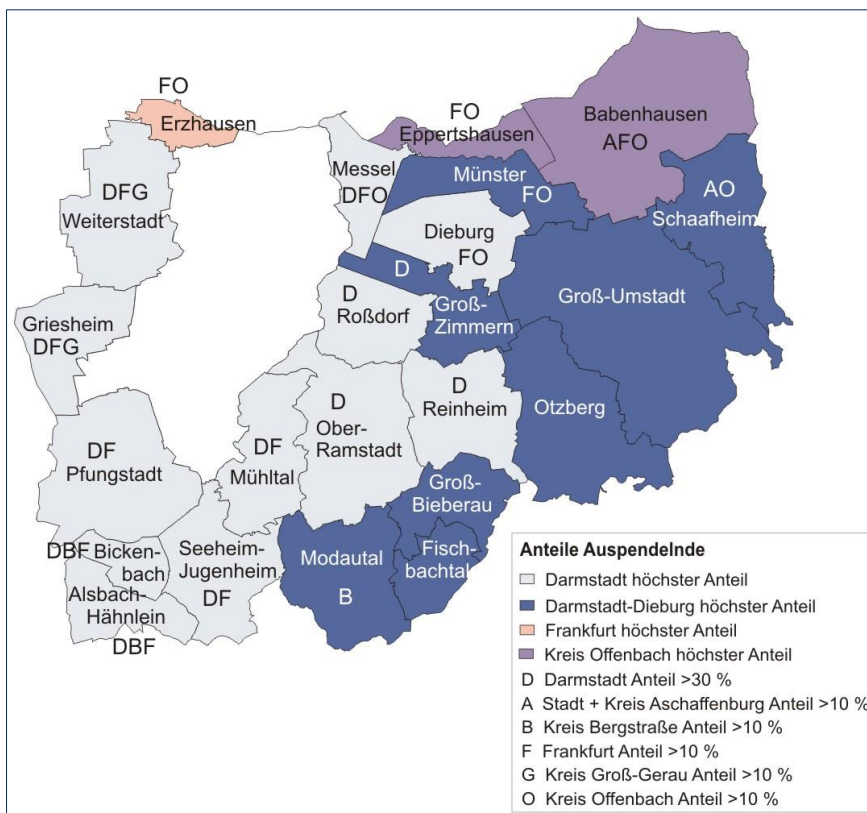 FO
Erzhausen
FO
Eppertshausen
Babenhausen
AFO
Messel
DFO
Münster
FO
AO
Schaafheim
DFG
Weiterstadt
Dieburg
FO
D
D
Roßdorf
Groß-
Zimmern
Groß-Umstadt
Griesheim
DFG
D
Ober-
Ramstadt
D
Reinheim
Otzberg
DF
Pfungstadt
DF
Mühltal
Groß-
Bieberau
DBF
Bicken-
bach
Seeheim-
Jugenheim
DF
Modautal
B
Fisch-
bachtal
Alsbach-
Hähnlein
DBF
Anteile Auspendelnde
Darmstadt höchster Anteil
Darmstadt-Dieburg höchster Anteil
Frankfurt höchster Anteil
Kreis Offenbach höchster Anteil
D Darmstadt Anteil >30 %
A Stadt + Kreis Aschaffenburg Anteil >10 %
B Kreis Bergstraße Anteil >10 %
F Frankfurt Anteil >10 %
G Kreis Groß-Gerau Anteil >10 %
O Kreis Offenbach Anteil >10 %